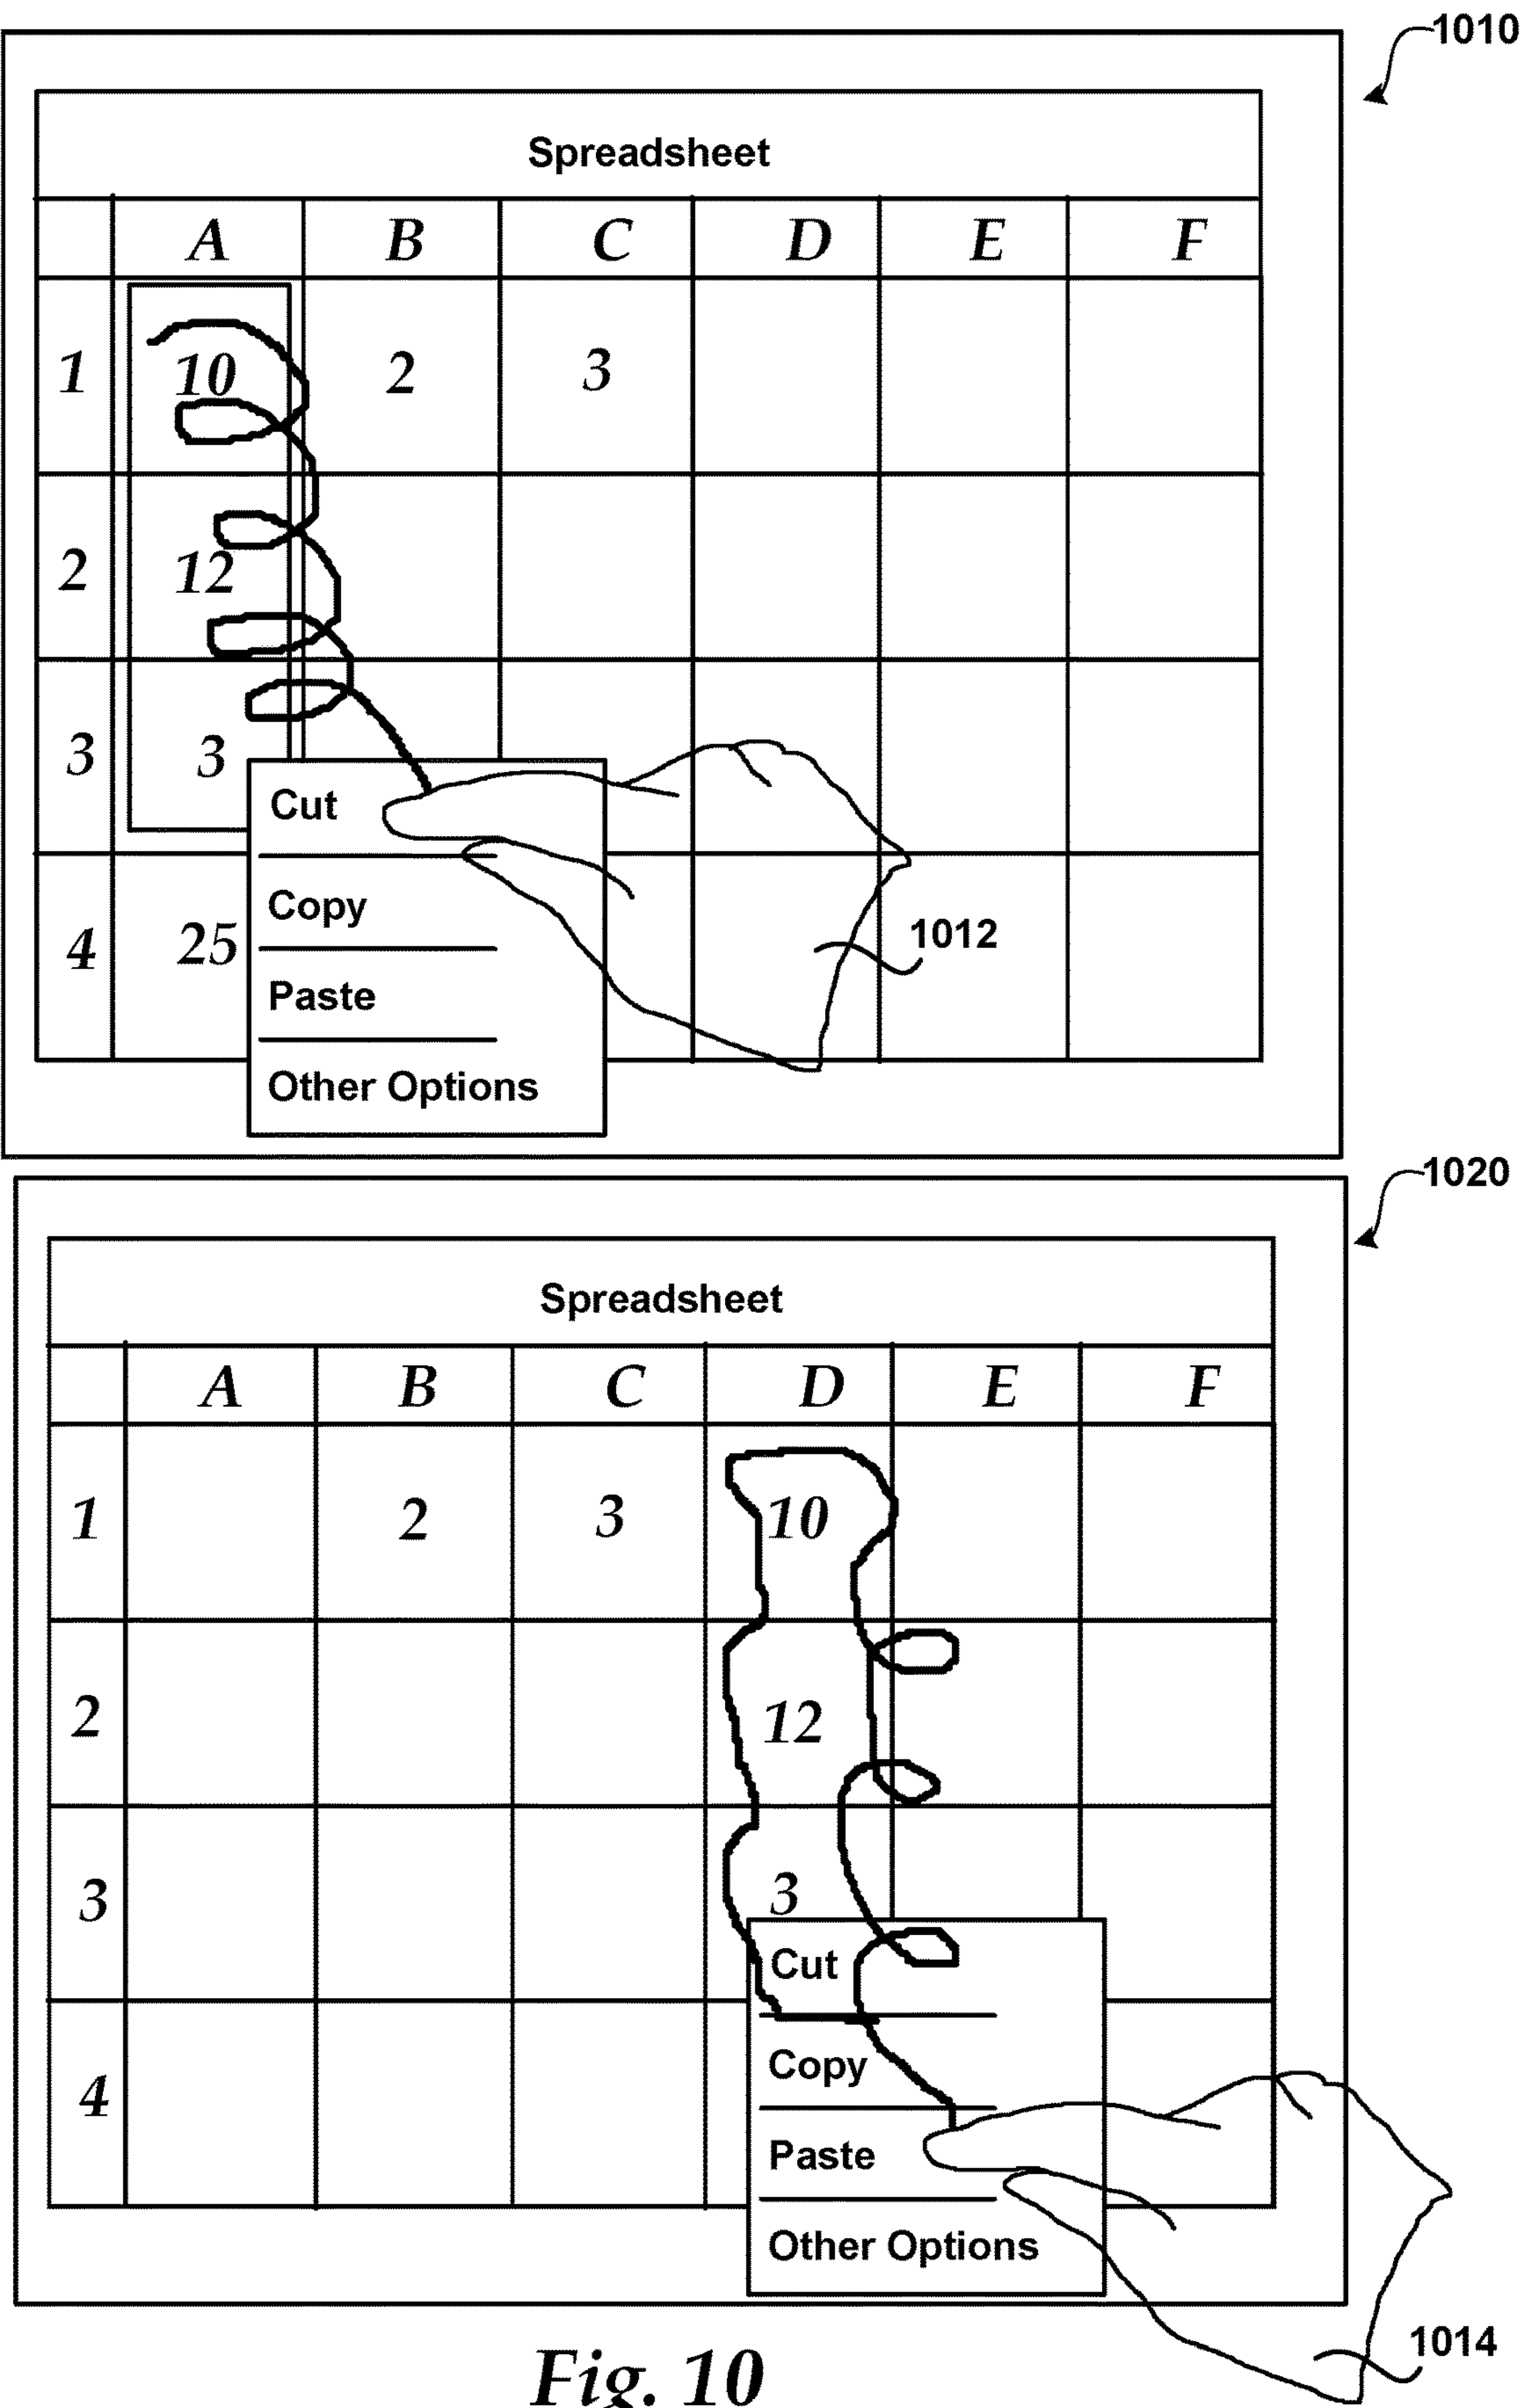 1010
Spreadsheet
A B C D E F
1 10 2 3
2 12
3 3
Cut
Copy
1012
4 25
Paste
Other Options
1020
Spreadsheet
A B C D E F
1 2 3 10
2 12
3 3
Cut
Copy
4
Paste
Other Options
1014
Fig. 10